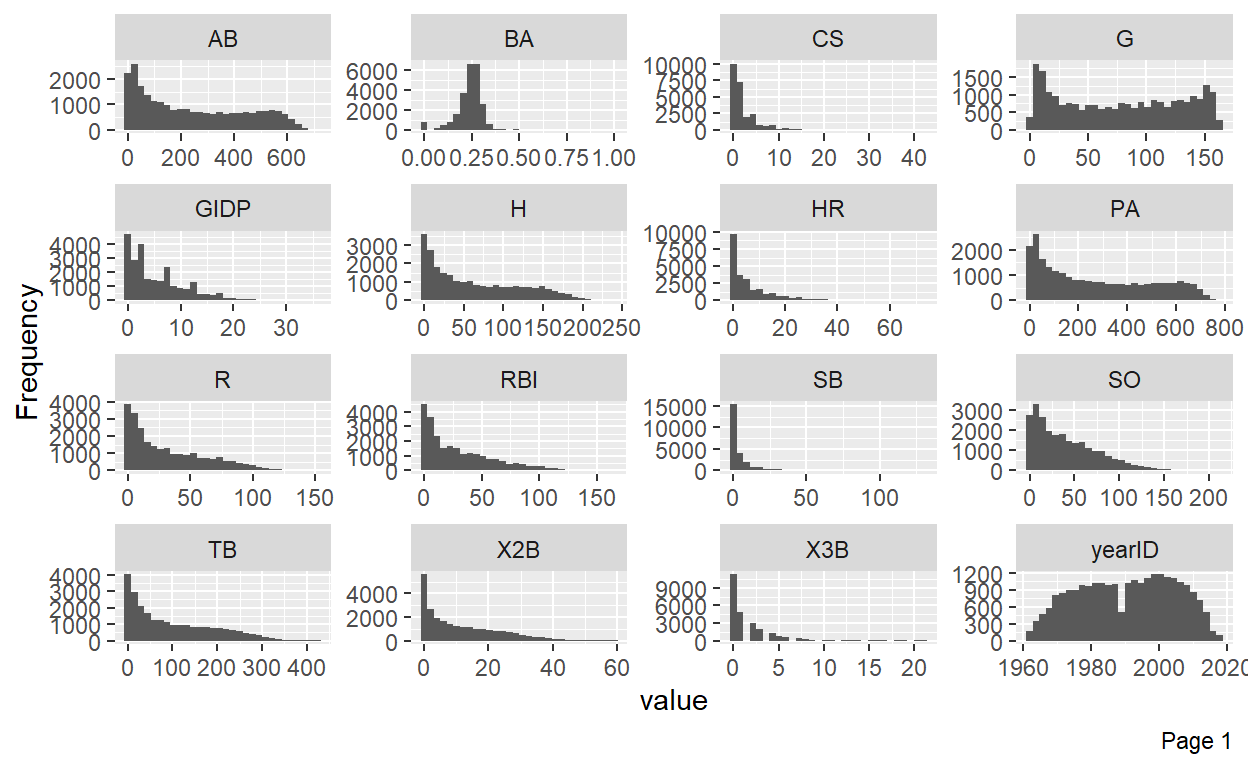 AB BA CS G
2000 1000 0
6000 4000 2000 0
10000 7500 5000 2500 0
1500 1000 500 0
0 200 400 600
0.00 0.25 0.50 0.75 1.00
0 10 20 30 40
0 50 100 150
GIDP H HR PA
4000 3000 2000 1000 0
3000 2000 1000 0
10000 7500 5000 2500 0
2000 1000 0
0 10 20 30
0 50 100 150 200 250
0 20 40 60
0 200 400 600 800
R RBI SB SO
4000 3000 2000 1000 0
4000 3000 2000 1000 0
15000 10000 5000 0
3000 2000 1000 0
0 50 100 150
0 50 100 150
0 50 100
0 50 100 150 200
TB X2B X3B yearID
4000 3000 2000 1000 0
4000 2000 0
9000 6000 3000 0
1200 900 600 300 0
0 100 200 300 400
0 20 40 60
0 5 10 15 20
1960 1980 2000 2020
Frequency
value
Page 1